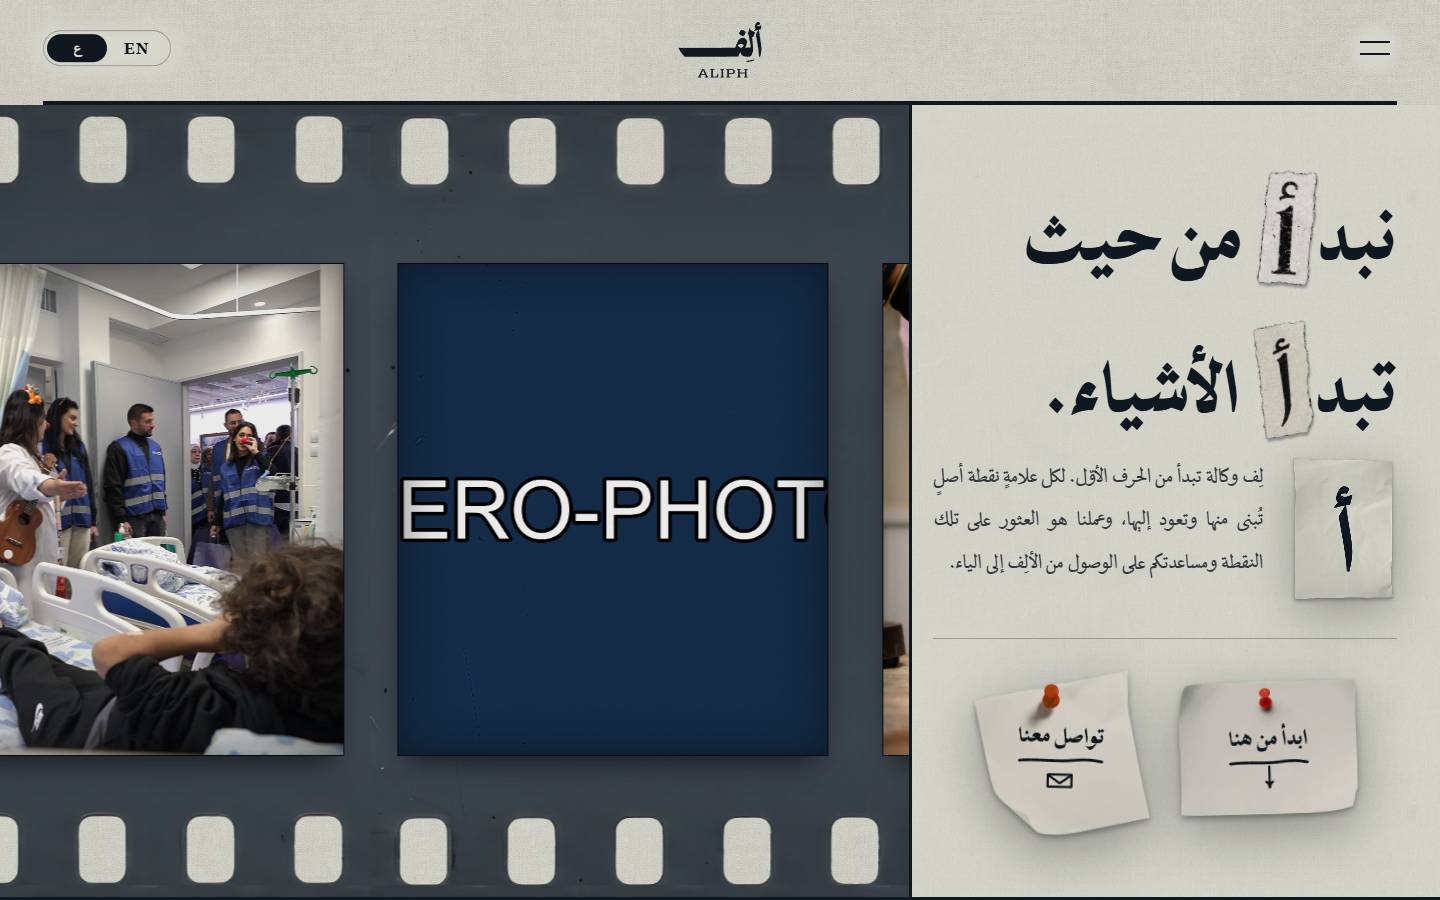 ع
EN
ألف
ALIPH
نبدأ من حيث
تبدأ الأشياء.
أ
لِف وكالة تبدأ من الحرف الأوّل. لكل علامةٍ نقطة أصلٍ
تُبنى منها وتعود إليها، وعملنا هو العثور على تلك
النقطة ومساعدتكم على الوصول من الألِف إلى الياء.
ابدأ من هنا
تواصل معنا
ERO-PHOT